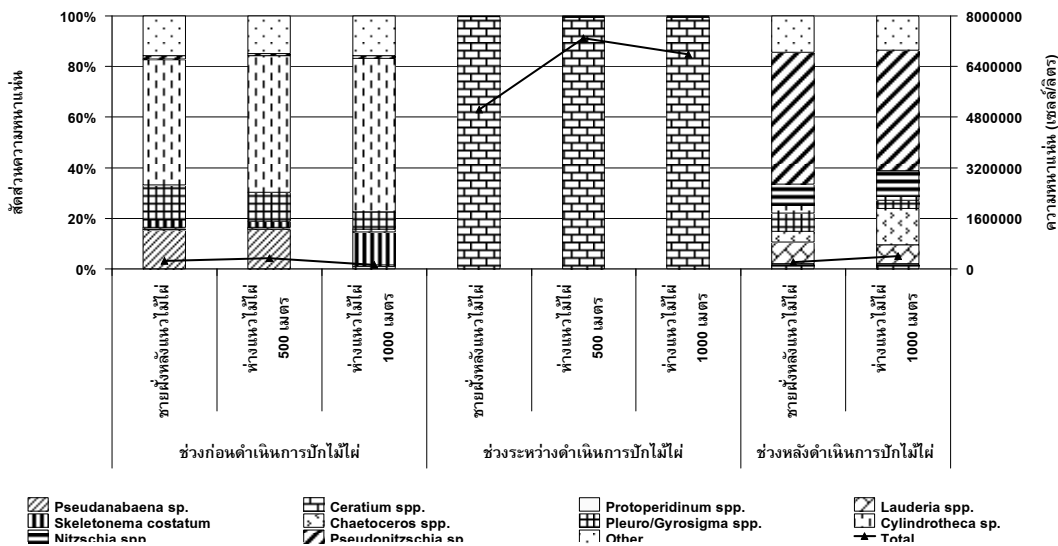 100%
80%
60%
40%
20%
0%
สัดส่วนความหนาแน่น
8000000
6400000
4800000
3200000
1600000
0
ความหนาแน่น (เซลล์/ลิตร)
ชายฝั่งหลังแหวไม้ไผ่
ห่างแหวไม้ไผ่
500 เมตร
ห่างแหวไม้ไผ่
1000 เมตร
ชายฝั่งหลังแหวไม้ไผ่
ห่างแหวไม้ไผ่
500 เมตร
ห่างแหวไม้ไผ่
1000 เมตร
ชายฝั่งหลังแหวไม้ไผ่
ห่างแหวไม้ไผ่
1000 เมตร
ช่วงก่อนดำเนินการปักไม้ไผ่
ช่วงระหว่างดำเนินการปักไม้ไผ่
ช่วงหลังดำเนินการปักไม้ไผ่
Pseudanabaena sp.
Ceratium spp.
Protoperidinum spp.
Lauderia spp.
Skeletonema costatum
Chaetoceros spp.
Pleuro/Gyrosigma spp.
Cylindrotheca sp.
Nitzschia spp.
Pseudonitzschia sp.
Other
Total